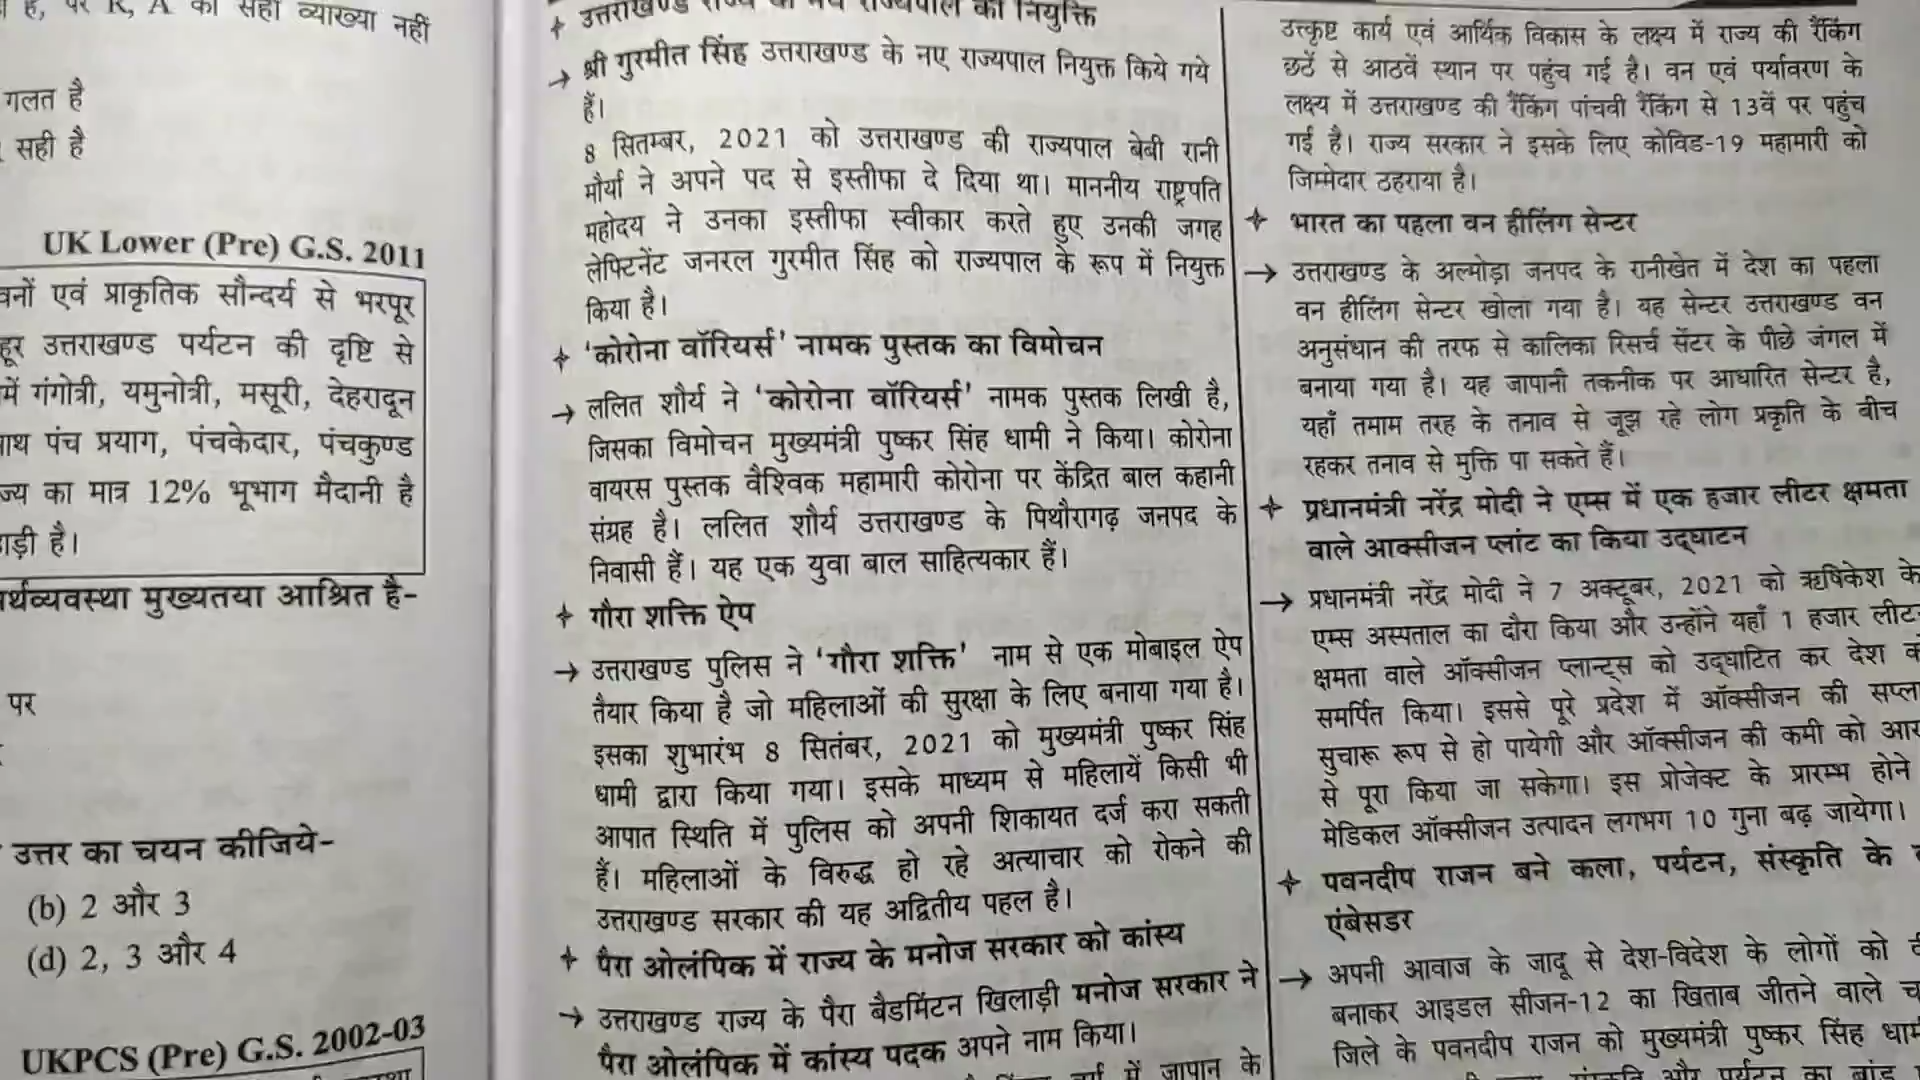 है, पर R, A की सही व्याख्या नहीं
गलत है
सही है
UK Lower (Pre) G.S. 2011
वनों एवं प्राकृतिक सौन्दर्य से भरपूर
उत्तराखण्ड पर्यटन की दृष्टि से
में गंगोत्री, यमुनोत्री, मसूरी, देहरादून
पंच प्रयाग, पंचकेदार, पंचकुण्ड
का मात्र 12% भूभाग मैदानी है
है।
मुख्यतया आश्रित है-
पर
उत्तर का चयन कीजिये-
(b) 2 और 3
(d) 2, 3 और 4
UKPCS (Pre) G.S. 2002-03
उत्तराखण्ड राज्य के नये राज्यपाल की नियुक्ति
→ श्री गुरमीत सिंह उत्तराखण्ड के नए राज्यपाल नियुक्त किये गये
हैं।
8 सितम्बर, 2021 को उत्तराखण्ड की राज्यपाल बेबी रानी
मौर्या ने अपने पद से इस्तीफा दे दिया था। माननीय राष्ट्रपति
महोदय ने उनका इस्तीफा स्वीकार करते हुए उनकी जगह
लेफ्टिनेंट जनरल गुरमीत सिंह को राज्यपाल के रूप में नियुक्त
किया है।
'कोरोना वॉरियर्स' नामक पुस्तक का विमोचन
→ ललित शौर्य ने 'कोरोना वॉरियर्स' नामक पुस्तक लिखी है,
जिसका विमोचन मुख्यमंत्री पुष्कर सिंह धामी ने किया। कोरोना
वायरस पुस्तक वैश्विक महामारी कोरोना पर केंद्रित बाल कहानी
संग्रह है। ललित शौर्य उत्तराखण्ड के पिथौरागढ़ जनपद के
निवासी हैं। यह एक युवा बाल साहित्यकार हैं।
गौरा शक्ति ऐप
→ उत्तराखण्ड पुलिस ने 'गौरा शक्ति' नाम से एक मोबाइल ऐप
तैयार किया है जो महिलाओं की सुरक्षा के लिए बनाया गया है।
इसका शुभारंभ 8 सितंबर, 2021 को मुख्यमंत्री पुष्कर सिंह
धामी द्वारा किया गया। इसके माध्यम से महिलायें किसी भी
आपात स्थिति में पुलिस को अपनी शिकायत दर्ज करा सकती
हैं। महिलाओं के विरुद्ध हो रहे अत्याचार को रोकने की
उत्तराखण्ड सरकार की यह अद्वितीय पहल है।
पैरा ओलंपिक में राज्य के मनोज सरकार को कांस्य
→ उत्तराखण्ड राज्य के पैरा बैडमिंटन खिलाड़ी मनोज सरकार ने
पैरा ओलंपिक में कांस्य पदक अपने नाम किया।
में जापान के
उत्त्कृष्ट कार्य एवं आर्थिक विकास के लक्ष्य में राज्य की रैंकिंग
छठें से आठवें स्थान पर पहुंच गई है। वन एवं पर्यावरण के
लक्ष्य में उत्तराखण्ड की रैंकिंग पांचवी रैंकिंग से 13वें पर पहुंच
गई है। राज्य सरकार ने इसके लिए कोविड-19 महामारी को
जिम्मेदार ठहराया है।
भारत का पहला वन हीलिंग सेन्टर
→ उत्तराखण्ड के अल्मोड़ा जनपद के रानीखेत में देश का पहला
वन हीलिंग सेन्टर खोला गया है। यह सेन्टर उत्तराखण्ड वन
अनुसंधान की तरफ से कालिका रिसर्च सेंटर के पीछे जंगल में
बनाया गया है। यह जापानी तकनीक पर आधारित सेन्टर है,
यहाँ तमाम तरह के तनाव से जूझ रहे लोग प्रकृति के बीच
रहकर तनाव से मुक्ति पा सकते हैं।
प्रधानमंत्री नरेंद्र मोदी ने एम्स में एक हजार लीटर क्षमता
वाले आक्सीजन प्लांट का किया उद्घाटन
→ प्रधानमंत्री नरेंद्र मोदी ने 7 अक्टूबर, 2021 को ऋषिकेश के
एम्स अस्पताल का दौरा किया और उन्होंने यहाँ 1 हजार लीटर
क्षमता वाले ऑक्सीजन प्लान्ट्स को उद्घाटित कर देश को
समर्पित किया। इससे पूरे प्रदेश में ऑक्सीजन की
सुचारू रूप से हो पायेगी और ऑक्सीजन की कमी को
से पूरा किया जा सकेगा। इस प्रोजेक्ट के प्रारम्भ होने
मेडिकल ऑक्सीजन उत्पादन लगभग 10 गुना बढ़ जायेगा।
पवनदीप राजन बने कला, पर्यटन, संस्कृति के
एंबेसडर
→ अपनी आवाज के जादू से देश-विदेश के लोगों को
बनाकर आइडल सीजन-12 का खिताब जीतने वाले
जिले के पवनदीप राजन को मुख्यमंत्री पुष्कर सिंह धामी
और पर्यटन का